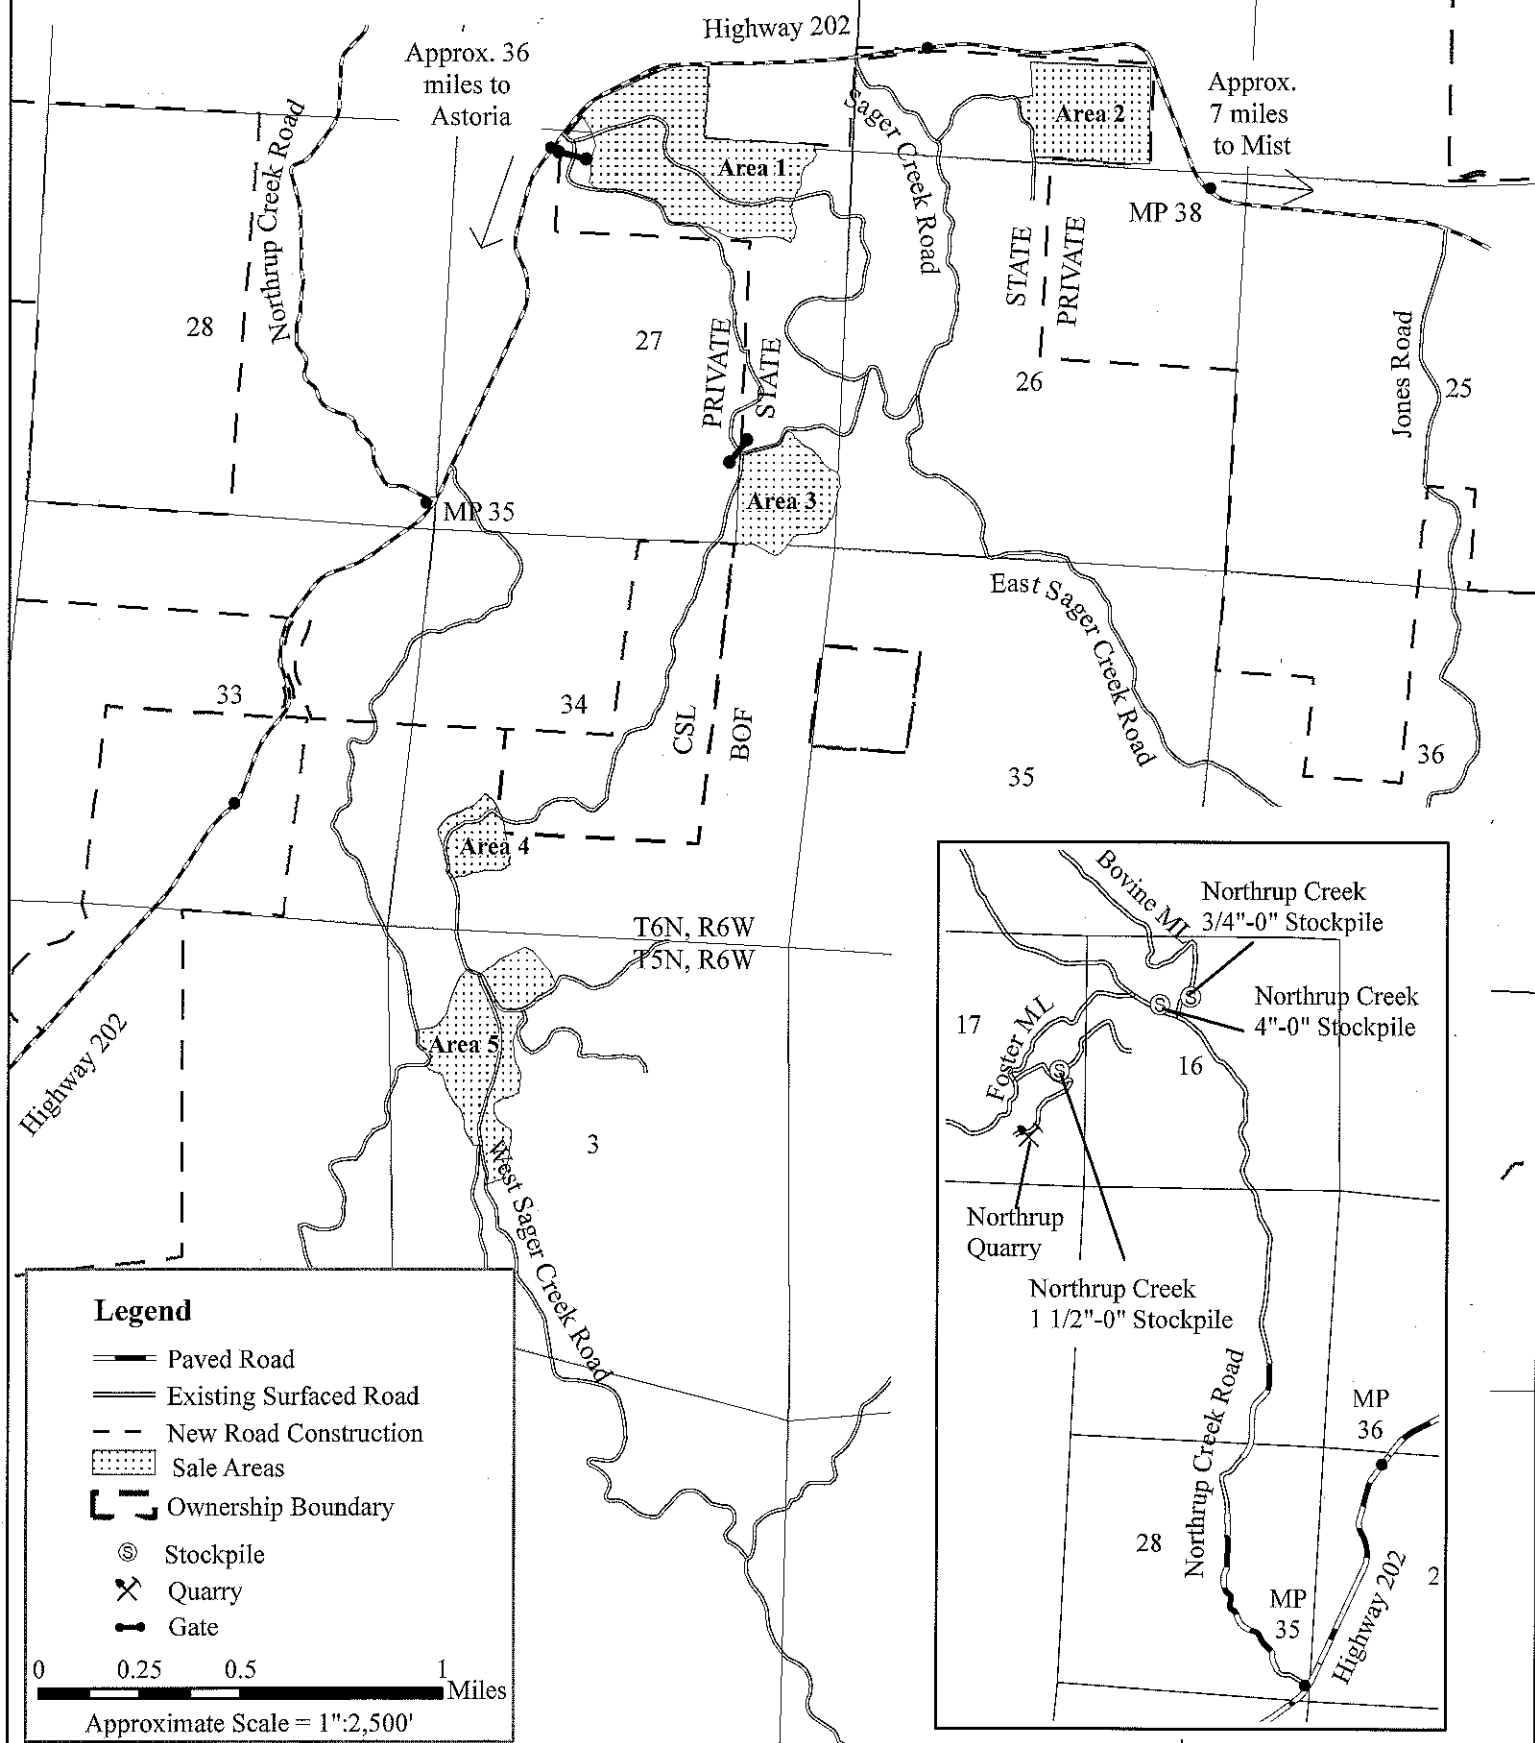 Highway 202
Approx. 36
miles to
Astoria
Northrup Creek Road
Sager Creek Road
Area 1
Area 2
Approx.
7 miles
to Mist
MP 38
STATE
PRIVATE
28
27
PRIVATE
STATE
26
Jones Road
25
MP 35
Area 3
East Sager Creek Road
33
34
CSL
BOF
35
36
Area 4
T6N, R6W
T5N, R6W
Highway 202
Area 5
3
West Sager Creek Road
Bovine ML
Northrup Creek
3/4"-0" Stockpile
Northrup Creek
4"-0" Stockpile
17
Foster ML
S
S
S
16
Northrup
Quarry
Northrup Creek
1 1/2"-0" Stockpile
Northrup Creek Road
MP
36
28
MP
35
Highway 202
2
Legend
Paved Road
Existing Surfaced Road
New Road Construction
Sale Areas
Ownership Boundary
S Stockpile
Quarry
Gate
0 0.25 0.5 1
Miles
Approximate Scale = 1":2,500'